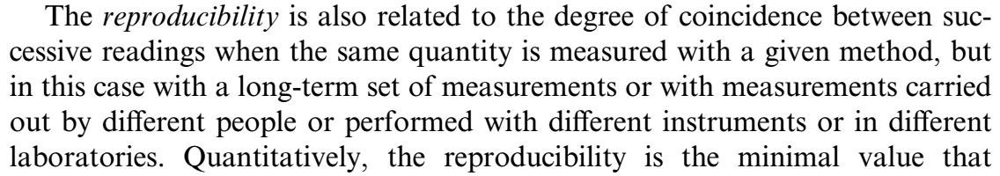 The reproducibility is also related to the degree of coincidence between suc-
cessive readings when the same quantity is measured with a given method, but
in this case with a long-term set of measurements or with measurements carried
out by different people or performed with different instruments or in different
laboratories. Quantitatively, the reproducibility is the minimal value that